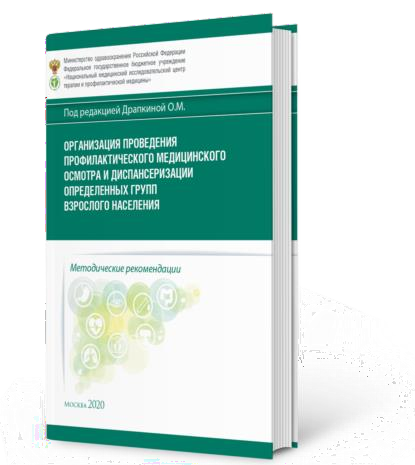 Министерство здравоохранения Российской Федерации
Федеральное государственное бюджетное учреждение
«Национальный медицинский исследовательский центр
терапии и профилактической медицины»
Под редакцией Драпкиной О.М.
ОРГАНИЗАЦИЯ ПРОВЕДЕНИЯ
ПРОФИЛАКТИЧЕСКОГО МЕДИЦИНСКОГО
ОСМОТРА И ДИСПАНСЕРИЗАЦИИ
ОПРЕДЕЛЕННЫХ ГРУПП
ВЗРОСЛОГО НАСЕЛЕНИЯ
Методические рекомендации
Москва 2020